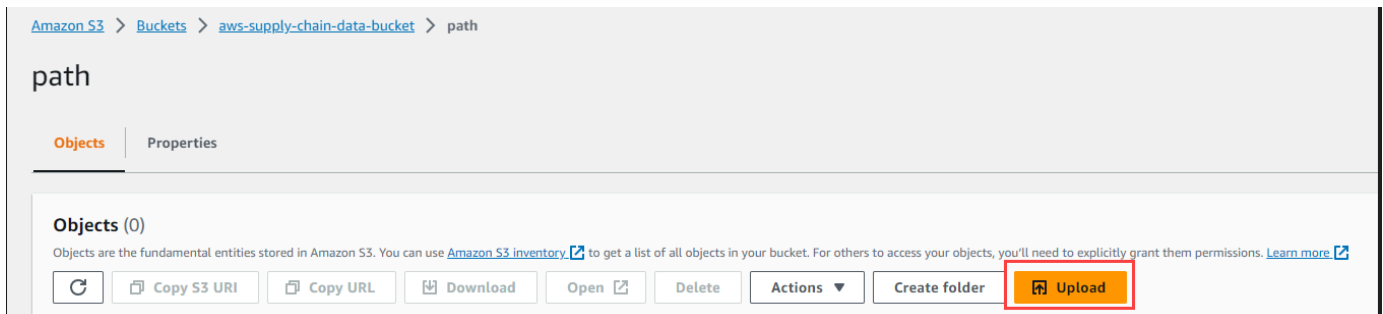 Amazon S3 > Buckets > aws-supply-chain-data-bucket > path
path
Objects Properties
Objects (0)
Objects are the fundamental entities stored in Amazon S3. You can use Amazon S3 inventory to get a list of all objects in your bucket. For others to access your objects, you'll need to explicitly grant them permissions. Learn more
Copy S3 URI Copy URL Download Open Delete Actions Create folder Upload